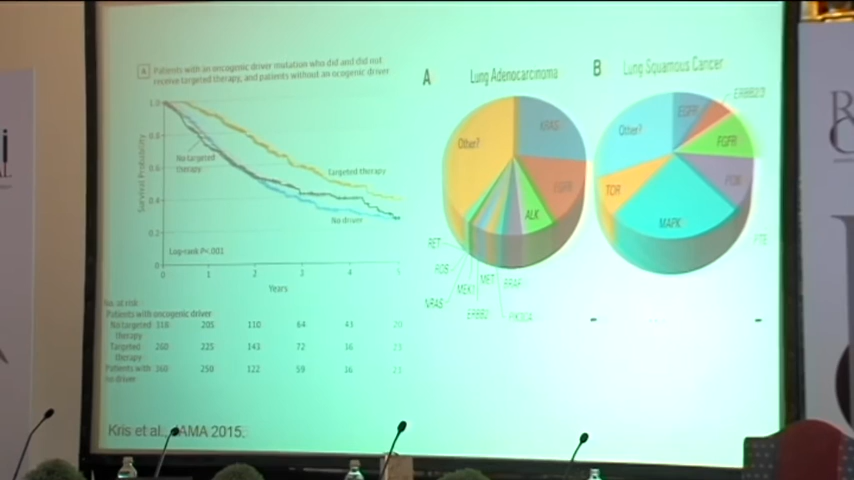 a Patients with an oncogenic driver mutation who did and did not
receive targeted therapy, and patients without an ocogenic driver
Survival Probability
1.0
0.8
0.6
0.4
0.2
0
No targeted
therapy
Targeted therapy
No driver
Log-rank P<.001
0 1 2 3 4 5
Years
No. at risk
Patients with oncogenic driver
No targeted 318 205 110 64 43 20
therapy
Targeted 260 225 143 72 36 23
therapy
Patients with 360 250 122 59 36 23
no driver
Kris et al., JAMA 2015
A Lung Adenocarcinoma
KRAS
EGFR
ALK
Other?
RET
ROS
NRAS
MEK1
ERBB2
MET
BRAF
PIK3CA
B Lung Squamous Cancer
EGFR
ERBB2/3
FGFR
Other?
TOR
MAPK